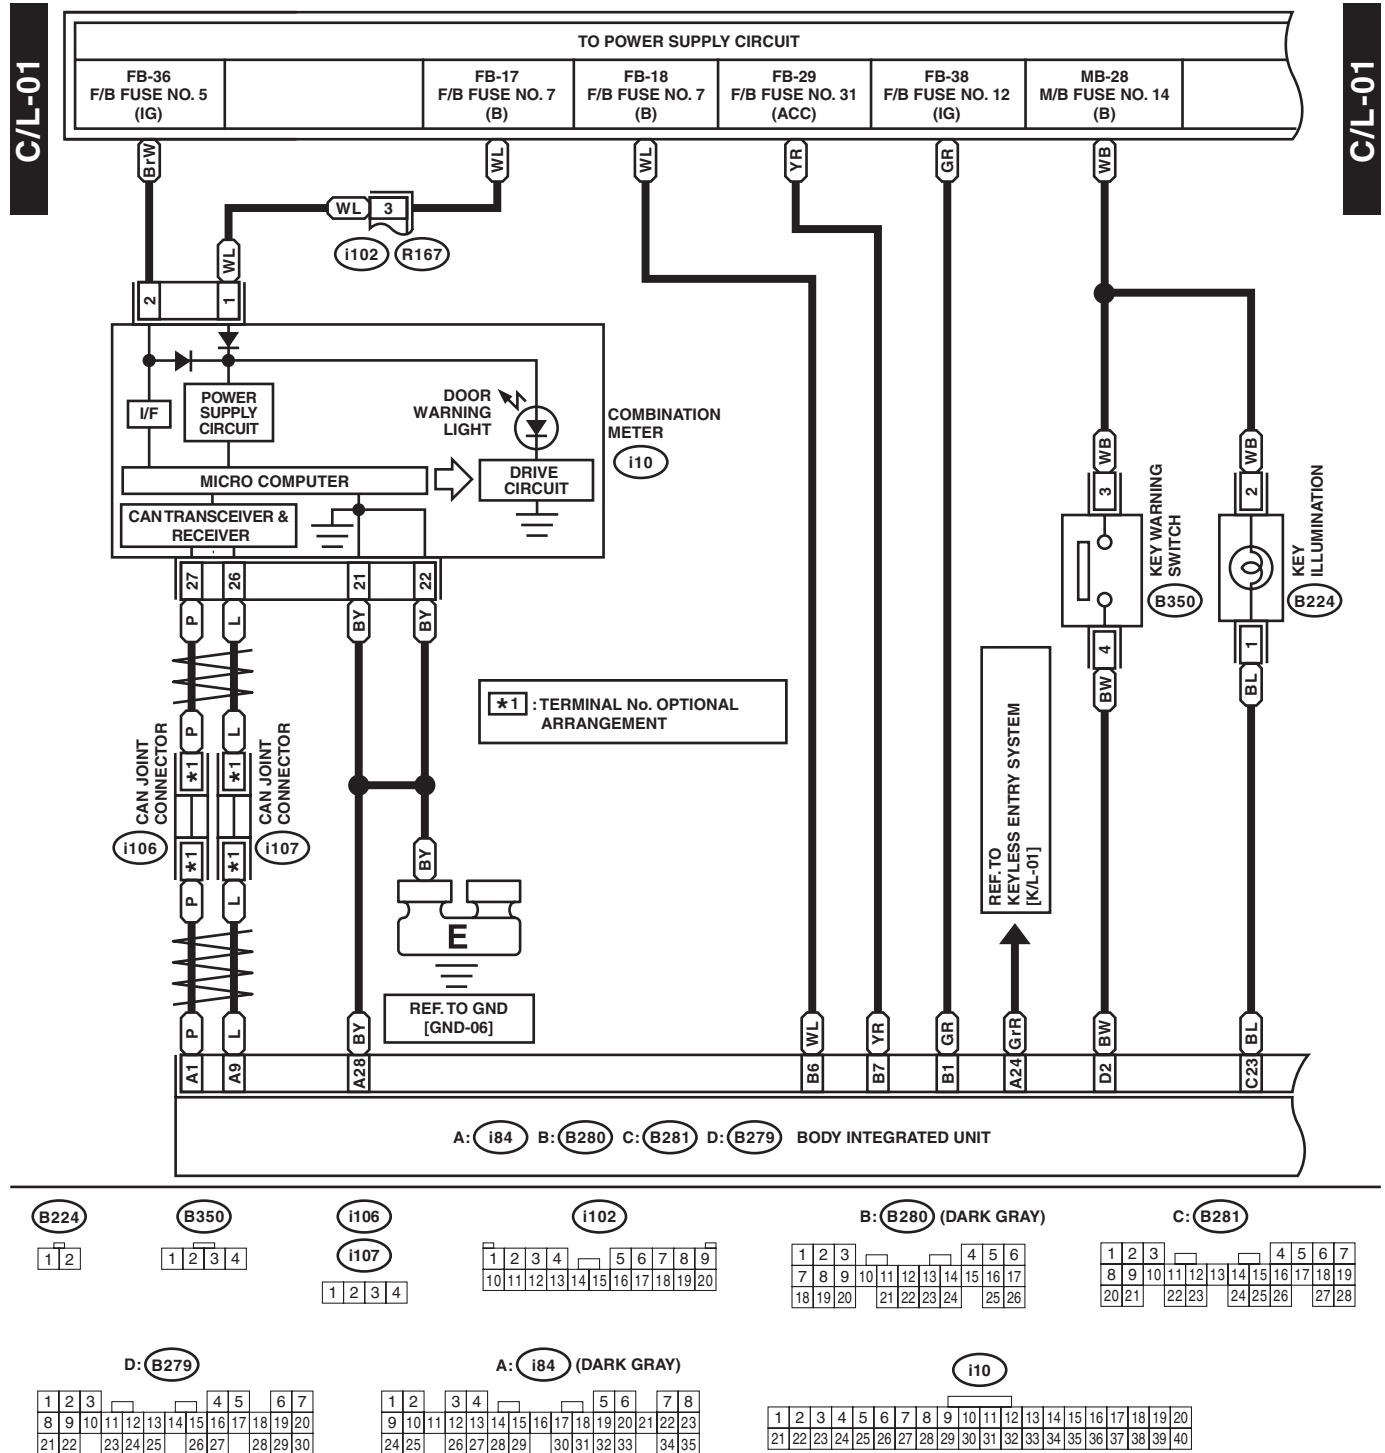 C/L-01
C/L-01
TO POWER SUPPLY CIRCUIT
FB-36
F/B FUSE NO. 5
(IG)
FB-17
F/B FUSE NO. 7
(B)
FB-18
F/B FUSE NO. 7
(B)
FB-29
F/B FUSE NO. 31
(ACC)
FB-38
F/B FUSE NO. 12
(IG)
MB-28
M/B FUSE NO. 14
(B)
BrW
WL
WL
YR
GR
WB
WL 3
i102 R167
WL
2 1
I/F
POWER
SUPPLY
CIRCUIT
DOOR
WARNING
LIGHT
COMBINATION
METER
i10
MICRO COMPUTER
DRIVE
CIRCUIT
CAN TRANSCEIVER &
RECEIVER
27 26 21 22
P L BY BY
WB WB
3 2
KEY WARNING
SWITCH
B350
KEY
ILLUMINATION
B224
4 1
BW BL
*1 : TERMINAL No. OPTIONAL
ARRANGEMENT
P L
CAN JOINT
CONNECTOR
i106
*1 *1
*1 *1
CAN JOINT
CONNECTOR
i107
P L
BY
E
REF. TO GND
[GND-06]
REF. TO
KEYLESS ENTRY SYSTEM
[K/L-01]
P L BY WL YR GR GrR BW BL
A1 A9 A28 B6 B7 B1 A24 D2 C23
A: i84 B: B280 C: B281 D: B279 BODY INTEGRATED UNIT
B224
1 2
B350
1 2 3 4
i106
i107
1 2 3 4
i102
1 2 3 4 5 6 7 8 9
10 11 12 13 14 15 16 17 18 19 20
B: B280 (DARK GRAY)
1 2 3 4 5 6
7 8 9 10 11 12 13 14 15 16 17
18 19 20 21 22 23 24 25 26
C: B281
1 2 3 4 5 6 7
8 9 10 11 12 13 14 15 16 17 18 19
20 21 22 23 24 25 26 27 28
D: B279
1 2 3 4 5 6 7
8 9 10 11 12 13 14 15 16 17 18 19 20
21 22 23 24 25 26 27 28 29 30
A: i84 (DARK GRAY)
1 2 3 4 5 6 7 8
9 10 11 12 13 14 15 16 17 18 19 20 21 22 23
24 25 26 27 28 29 30 31 32 33 34 35
i10
1 2 3 4 5 6 7 8 9 10 11 12 13 14 15 16 17 18 19 20
21 22 23 24 25 26 27 28 29 30 31 32 33 34 35 36 37 38 39 40